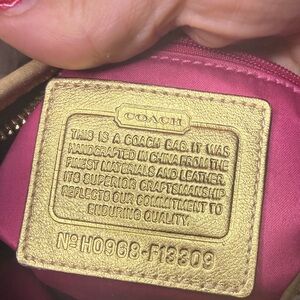 COACH
THIS IS A COACH BAG. IT WAS
HANDCRAFTED IN CHINA FROM THE
FINEST MATERIALS AND LEATHER.
ITS SUPERIOR CRAFTSMANSHIP
REFLECTS OUR COMMITMENT TO
ENDURING QUALITY.
Nº H0968-F13309